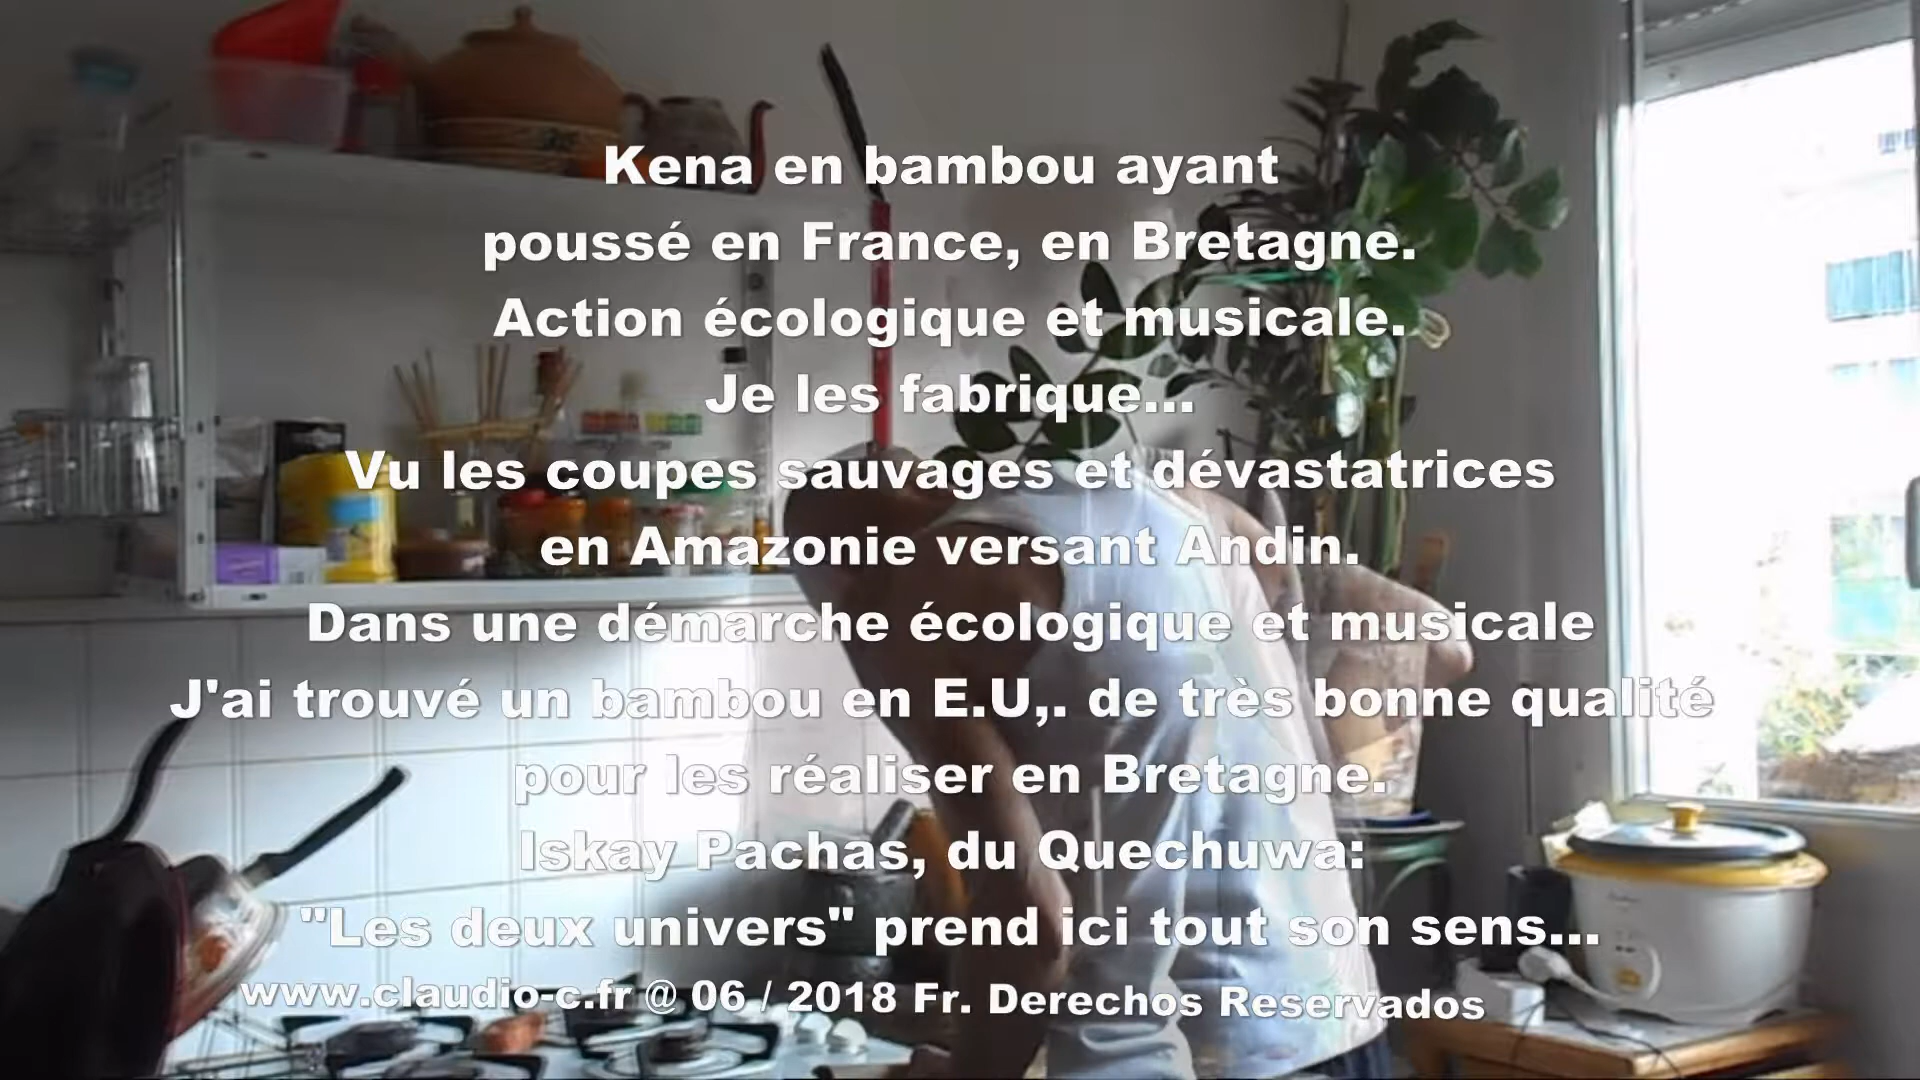 Kena en bambou ayant
poussé en France, en Bretagne.
Action écologique et musicale.
Je les fabrique...
Vu les coupes sauvages et dévastatrices
en Amazonie versant Andin.
Dans une démarche écologique et musicale
J'ai trouvé un bambou en E.U,. de très bonne qualité
pour les réaliser en Bretagne.
Iskay Pachas, du Quechuwa:
"Les deux univers" prend ici tout son sens...
www.claudio-c.fr @ 06 / 2018 Fr. Derechos Reservados